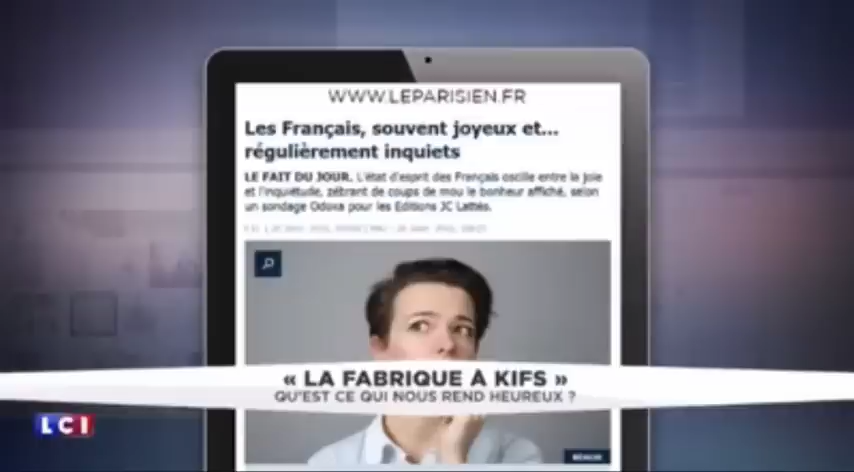 WWW.LEPARISIEN.FR
Les Français, souvent joyeux et...
régulièrement inquiets
LE FAIT DU JOUR. L'état d'esprit des Français oscille entre la joie
et l'inquiétude, zébrant de coups de mou le bonheur affiché, selon
un sondage Odoxa pour les Editions JC Lattès.
« LA FABRIQUE À KIFS »
QU'EST CE QUI NOUS REND HEUREUX ?
LCI